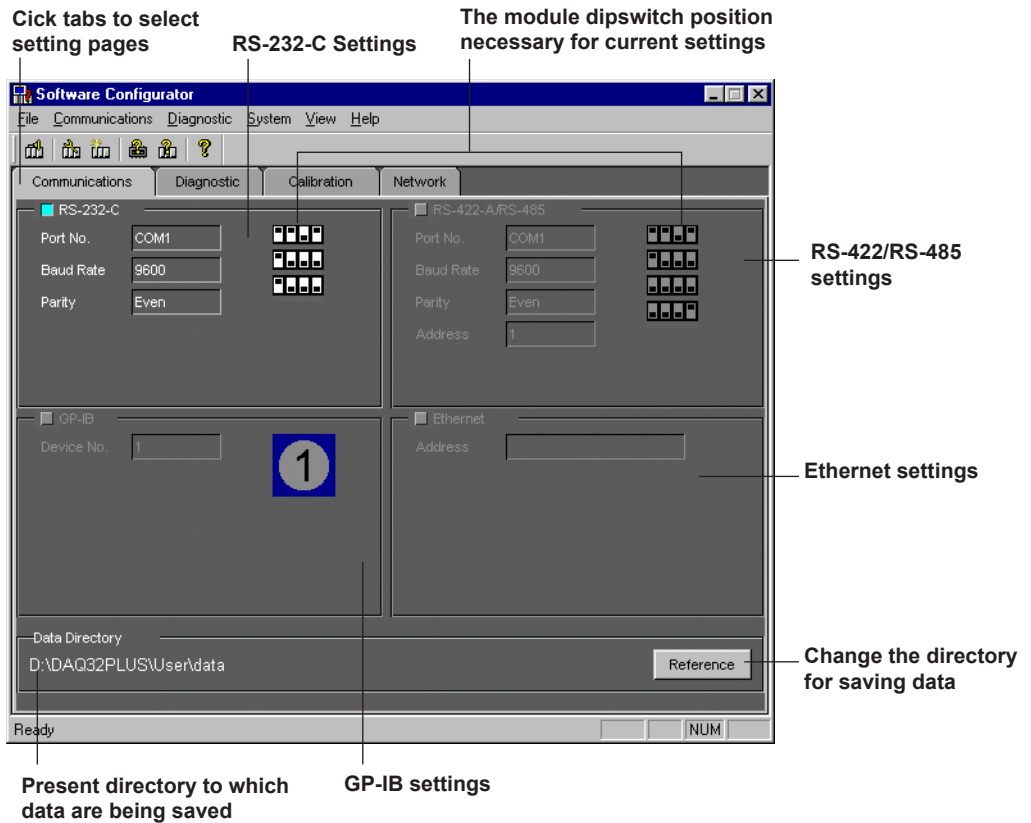 Cick tabs to select
setting pages
RS-232-C Settings
The module dipswitch position
necessary for current settings
Software Configurator
File Communications Diagnostic System View Help
Communications Diagnostic Calibration Network
RS-232-C
Port No. COM1
Baud Rate 9600
Parity Even
RS-422-A/RS-485
Port No. COM1
Baud Rate 9600
Parity Even
Address 1
RS-422/RS-485
settings
GP-IB
Device No. 1
1
Ethernet
Address
Ethernet settings
Data Directory
D:\DAQ32PLUS\User\data
Reference
Change the directory
for saving data
Ready NUM
Present directory to which
data are being saved
GP-IB settings